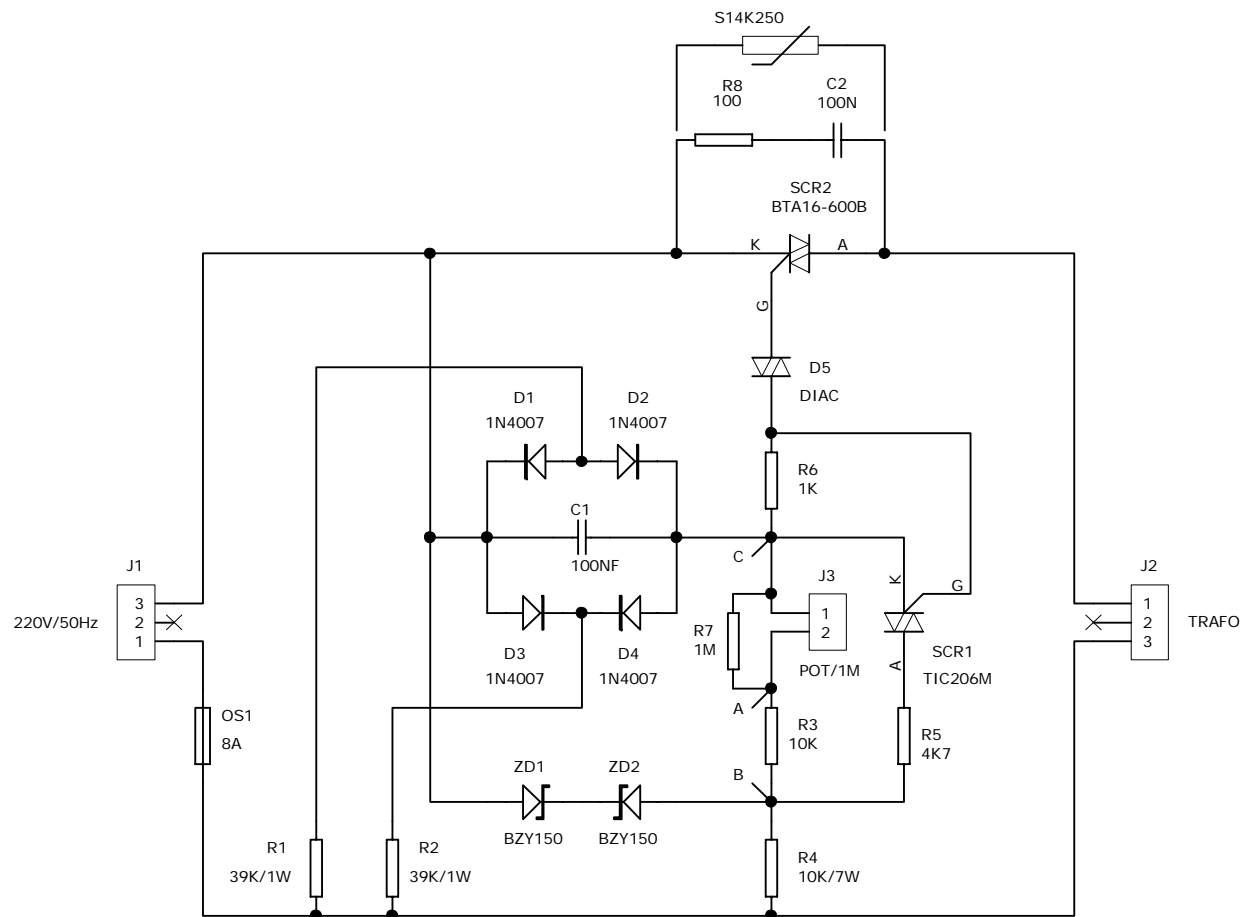 S14K250
R8
100
C2
100N
SCR2
BTA16-600B
K
A
G
D5
DIAC
D1
1N4007
D2
1N4007
R6
1K
C1
100NF
C
K
G
J1
3
2
1
220V/50Hz
J3
1
2
POT/1M
R7
1M
D3
1N4007
D4
1N4007
SCR1
TIC206M
A
J2
1
2
3
TRAFO
A
OS1
8A
R3
10K
R5
4K7
B
ZD1
BZY150
ZD2
BZY150
R1
39K/1W
R2
39K/1W
R4
10K/7W